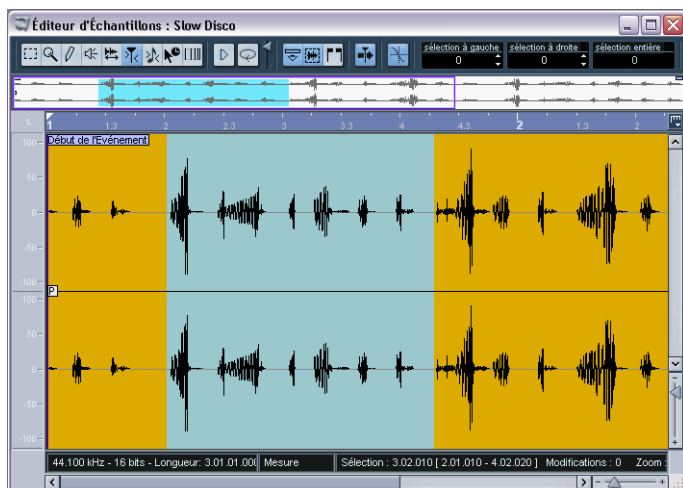 Éditeur d'Échantillons : Slow Disco
sélection à gauche sélection à droite sélection entière
0 0 0
% 1 1.3 2 2.3 3 3.3 4 4.3 2 1.3 2
Début de l'Evénement
100
50
0
-50
-100
100
P
50
0
-50
-100
44.100 kHz - 16 bits - Longueur: 3.01.01.00 Mesure Sélection : 3.02.010 [ 2.01.010 - 4.02.020 ] Modifications : 0 Zoom :